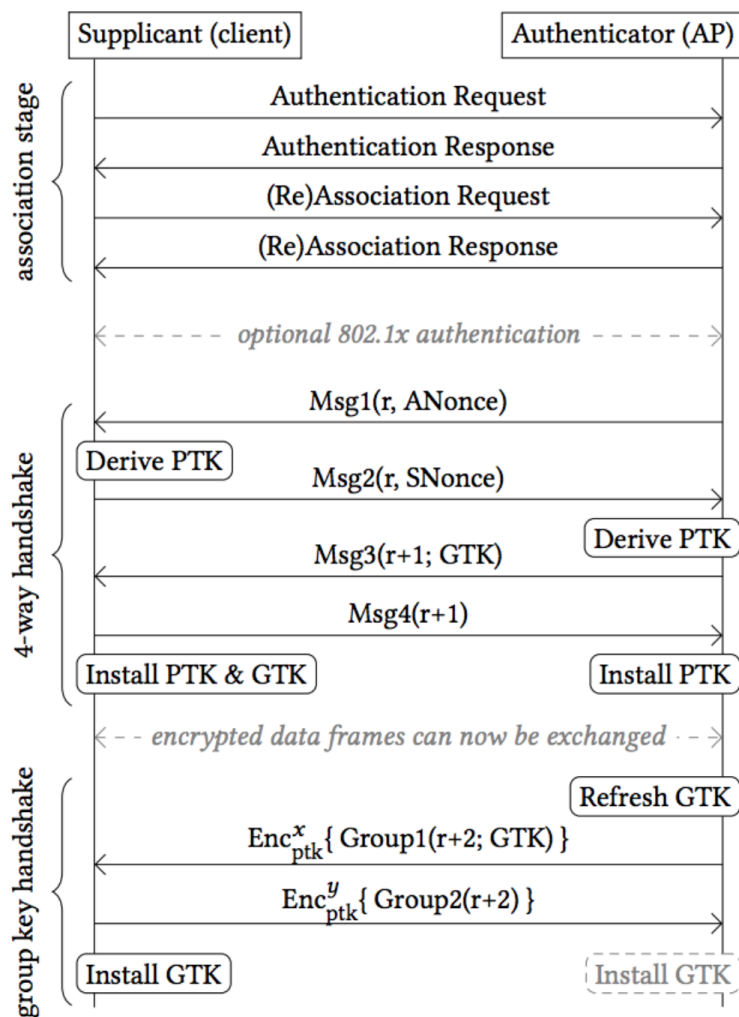 Supplicant (client)
Authenticator (AP)
association stage
Authentication Request
Authentication Response
(Re)Association Request
(Re)Association Response
optional 802.1x authentication
4-way handshake
Msg1(r, ANonce)
Derive PTK
Msg2(r, SNonce)
Derive PTK
Msg3(r+1; GTK)
Msg4(r+1)
Install PTK & GTK
Install PTK
encrypted data frames can now be exchanged
group key handshake
Refresh GTK
Enc^x_ptk{ Group1(r+2; GTK) }
Enc^y_ptk{ Group2(r+2) }
Install GTK
Install GTK